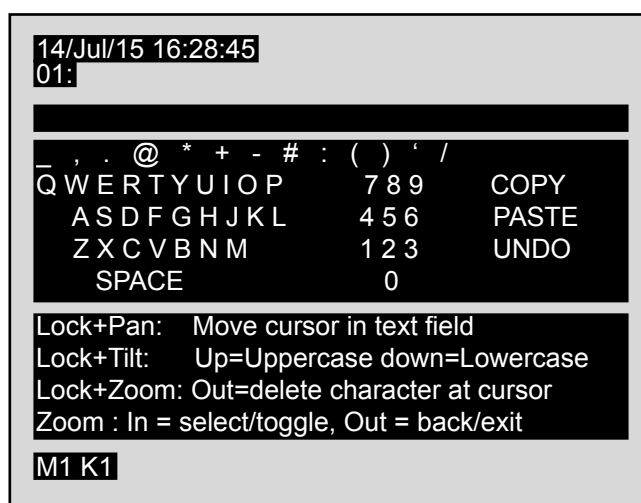 14/Jul/15 16:28:45
01:
_ , . @ * + - # : ( ) ‘ /
Q W E R T Y U I O P 7 8 9 COPY
A S D F G H J K L 4 5 6 PASTE
Z X C V B N M 1 2 3 UNDO
SPACE 0
Lock+Pan: Move cursor in text field
Lock+Tilt: Up=Uppercase down=Lowercase
Lock+Zoom: Out=delete character at cursor
Zoom : In = select/toggle, Out = back/exit
M1 K1